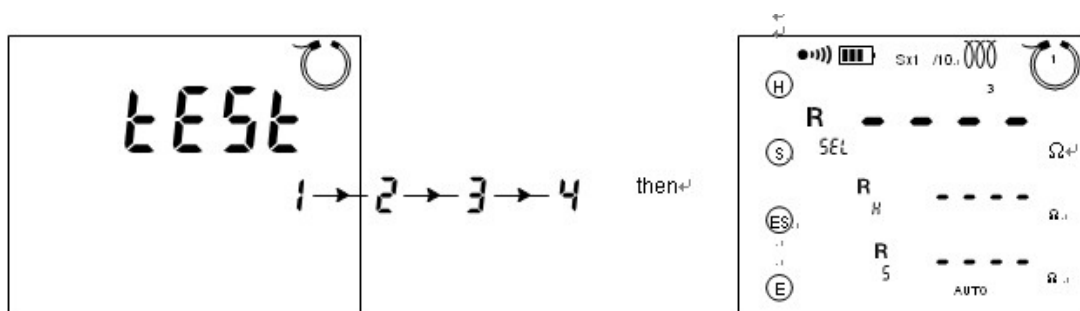 tESt
1 → 2 → 3 → 4
then
Sx1 /10
3
1
H
R - - - -
S
SEL
Ω
R
H - - - - Ω
ES
R
S - - - - Ω
E
AUTO